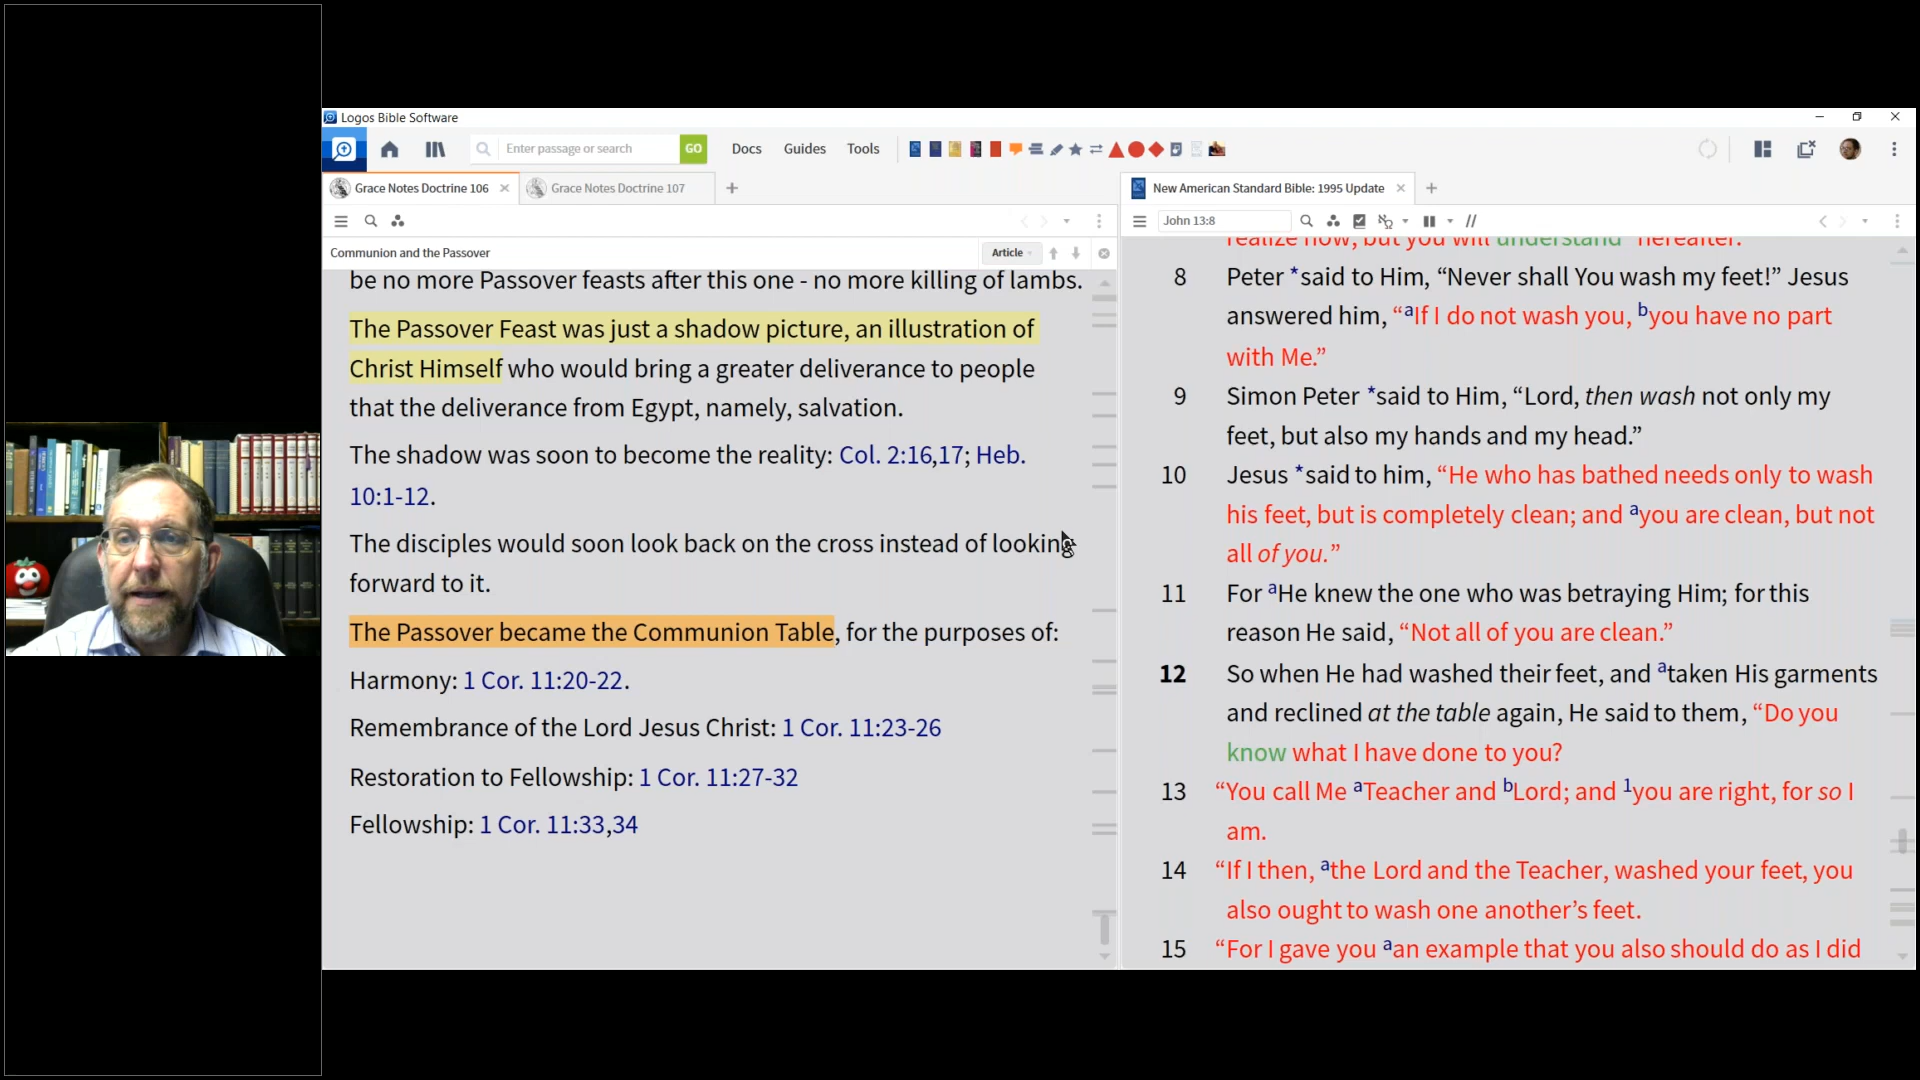 Logos Bible Software
Enter passage or search
GO
Docs
Guides
Tools
Grace Notes Doctrine 106
Grace Notes Doctrine 107
Communion and the Passover
Article
be no more Passover feasts after this one - no more killing of lambs.
The Passover Feast was just a shadow picture, an illustration of
Christ Himself who would bring a greater deliverance to people
that the deliverance from Egypt, namely, salvation.
The shadow was soon to become the reality: Col. 2:16,17; Heb.
10:1-12.
The disciples would soon look back on the cross instead of looking
forward to it.
The Passover became the Communion Table, for the purposes of:
Harmony: 1 Cor. 11:20-22.
Remembrance of the Lord Jesus Christ: 1 Cor. 11:23-26
Restoration to Fellowship: 1 Cor. 11:27-32
Fellowship: 1 Cor. 11:33,34
New American Standard Bible: 1995 Update
John 13:8
realize now, but you will understand hereafter.”
8 Peter *said to Him, “Never shall You wash my feet!” Jesus
answered him, “aIf I do not wash you, byou have no part
with Me.”
9 Simon Peter *said to Him, “Lord, then wash not only my
feet, but also my hands and my head.”
10 Jesus *said to him, “He who has bathed needs only to wash
his feet, but is completely clean; and ayou are clean, but not
all of you.”
11 For aHe knew the one who was betraying Him; for this
reason He said, “Not all of you are clean.”
12 So when He had washed their feet, and ataken His garments
and reclined at the table again, He said to them, “Do you
know what I have done to you?
13 “You call Me aTeacher and bLord; and 1you are right, for so I
am.
14 “If I then, athe Lord and the Teacher, washed your feet, you
also ought to wash one another’s feet.
15 “For I gave you aan example that you also should do as I did